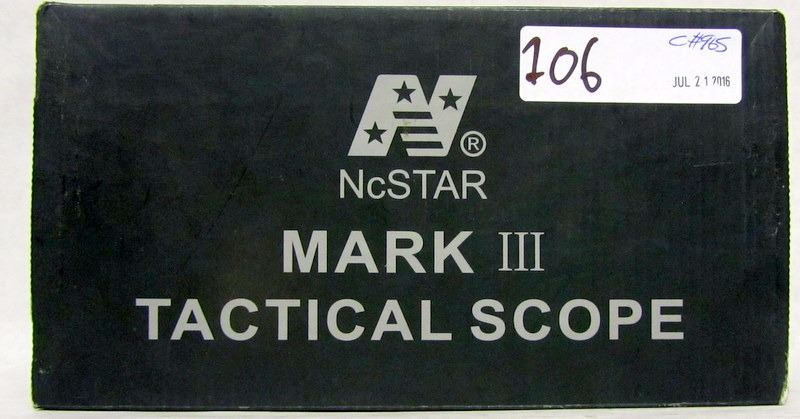 106
C#965
JUL 21 2016
N®
NcSTAR
MARK III
TACTICAL SCOPE